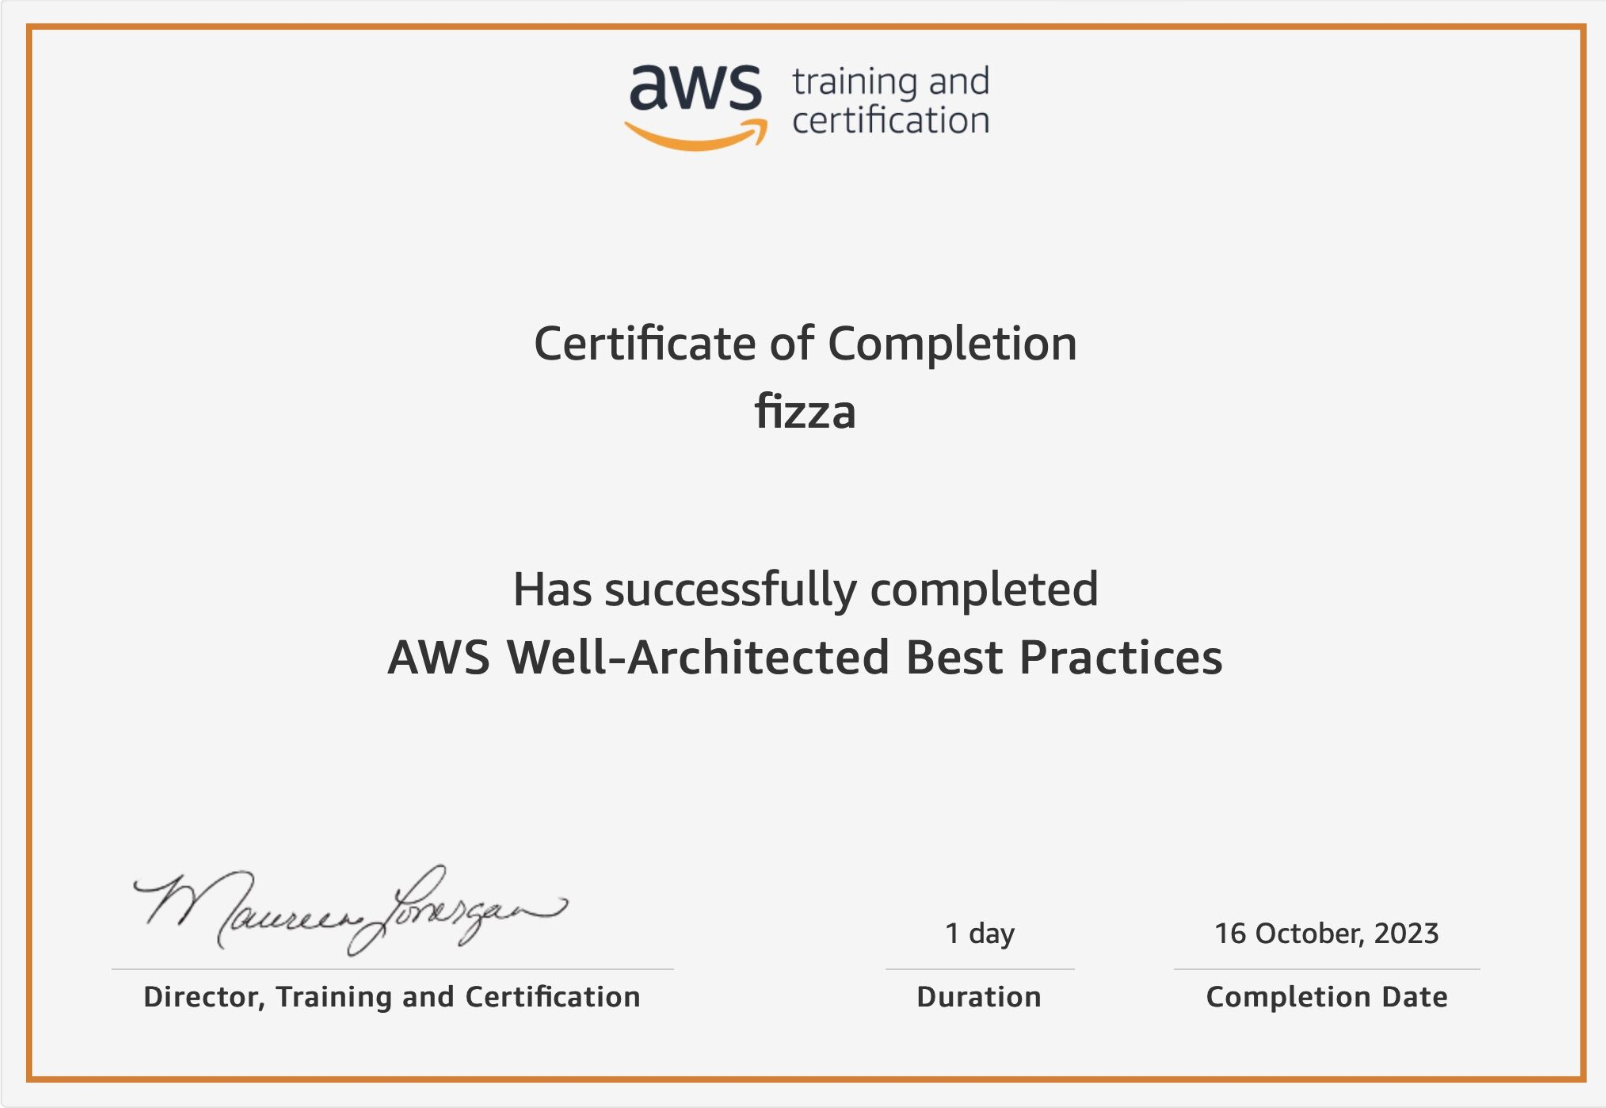 aws training and
certification
Certificate of Completion
fizza
Has successfully completed
AWS Well-Architected Best Practices
Maureen Lonergan
Director, Training and Certification
1 day
Duration
16 October, 2023
Completion Date